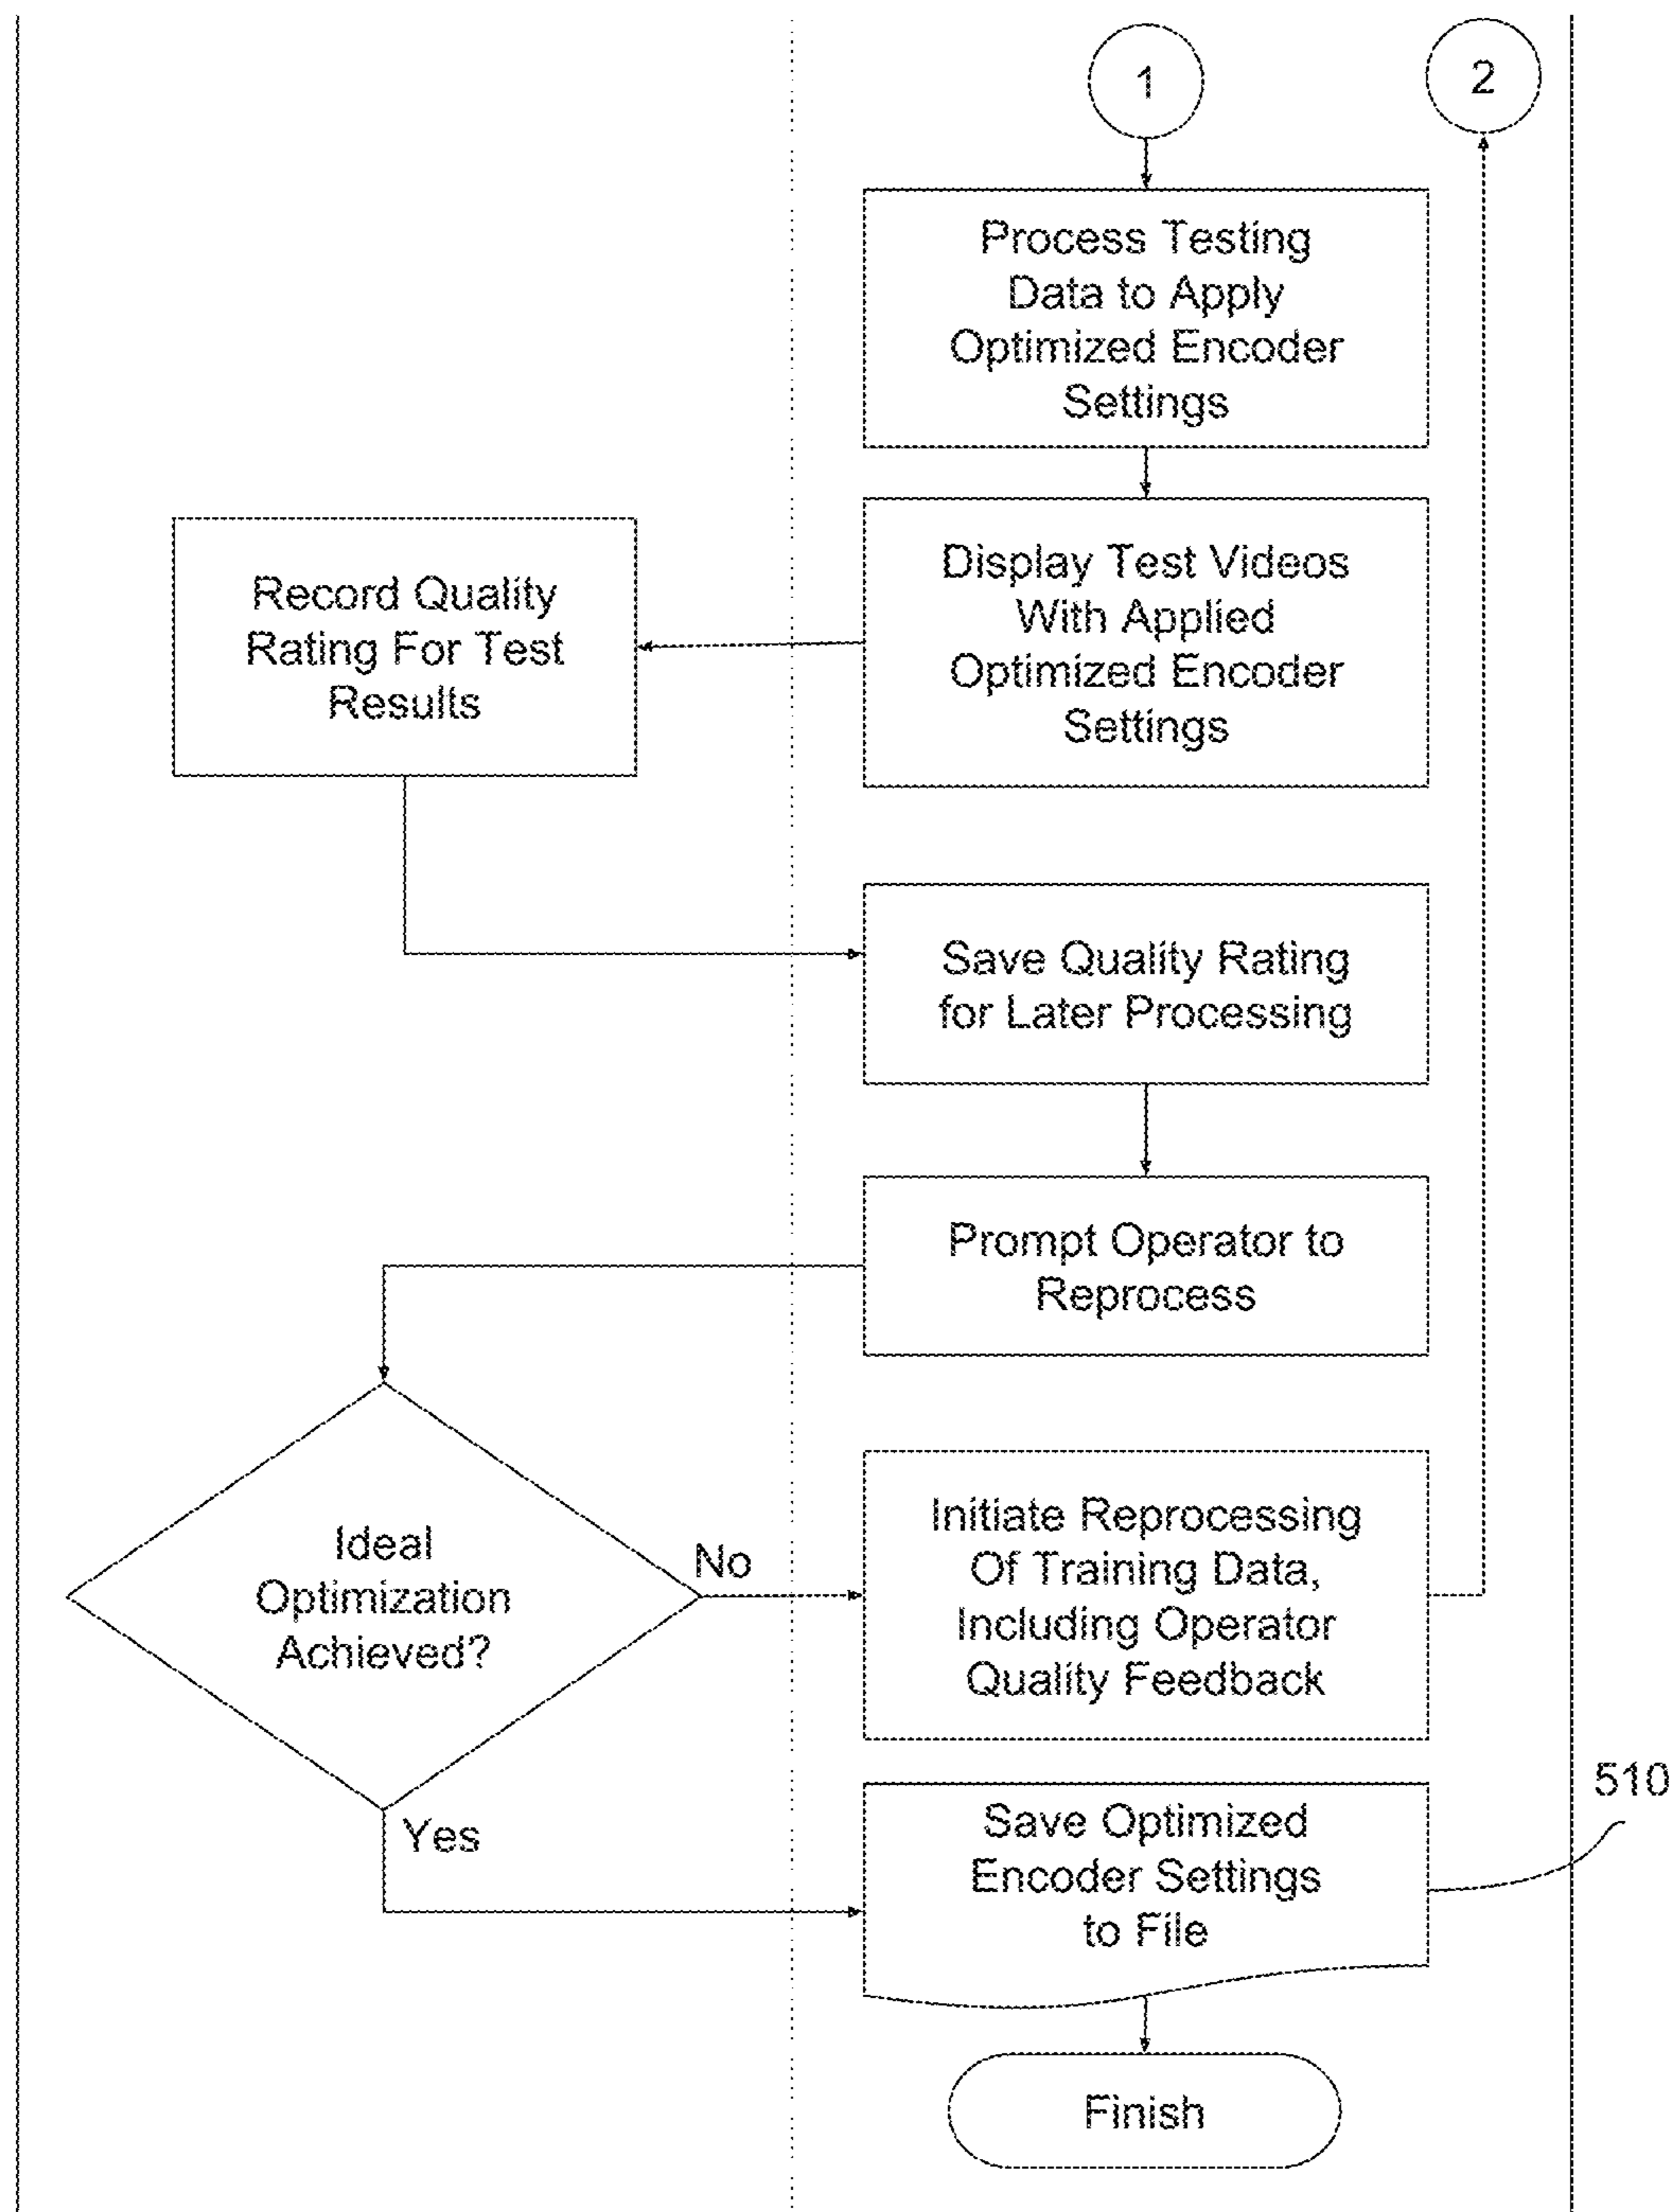 1
2
Process Testing
Data to Apply
Optimized Encoder
Settings
Display Test Videos
With Applied
Optimized Encoder
Settings
Record Quality
Rating For Test
Results
Save Quality Rating
for Later Processing
Prompt Operator to
Reprocess
Ideal
Optimization
Achieved?
No
Yes
Initiate Reprocessing
Of Training Data,
Including Operator
Quality Feedback
510
Save Optimized
Encoder Settings
to File
Finish